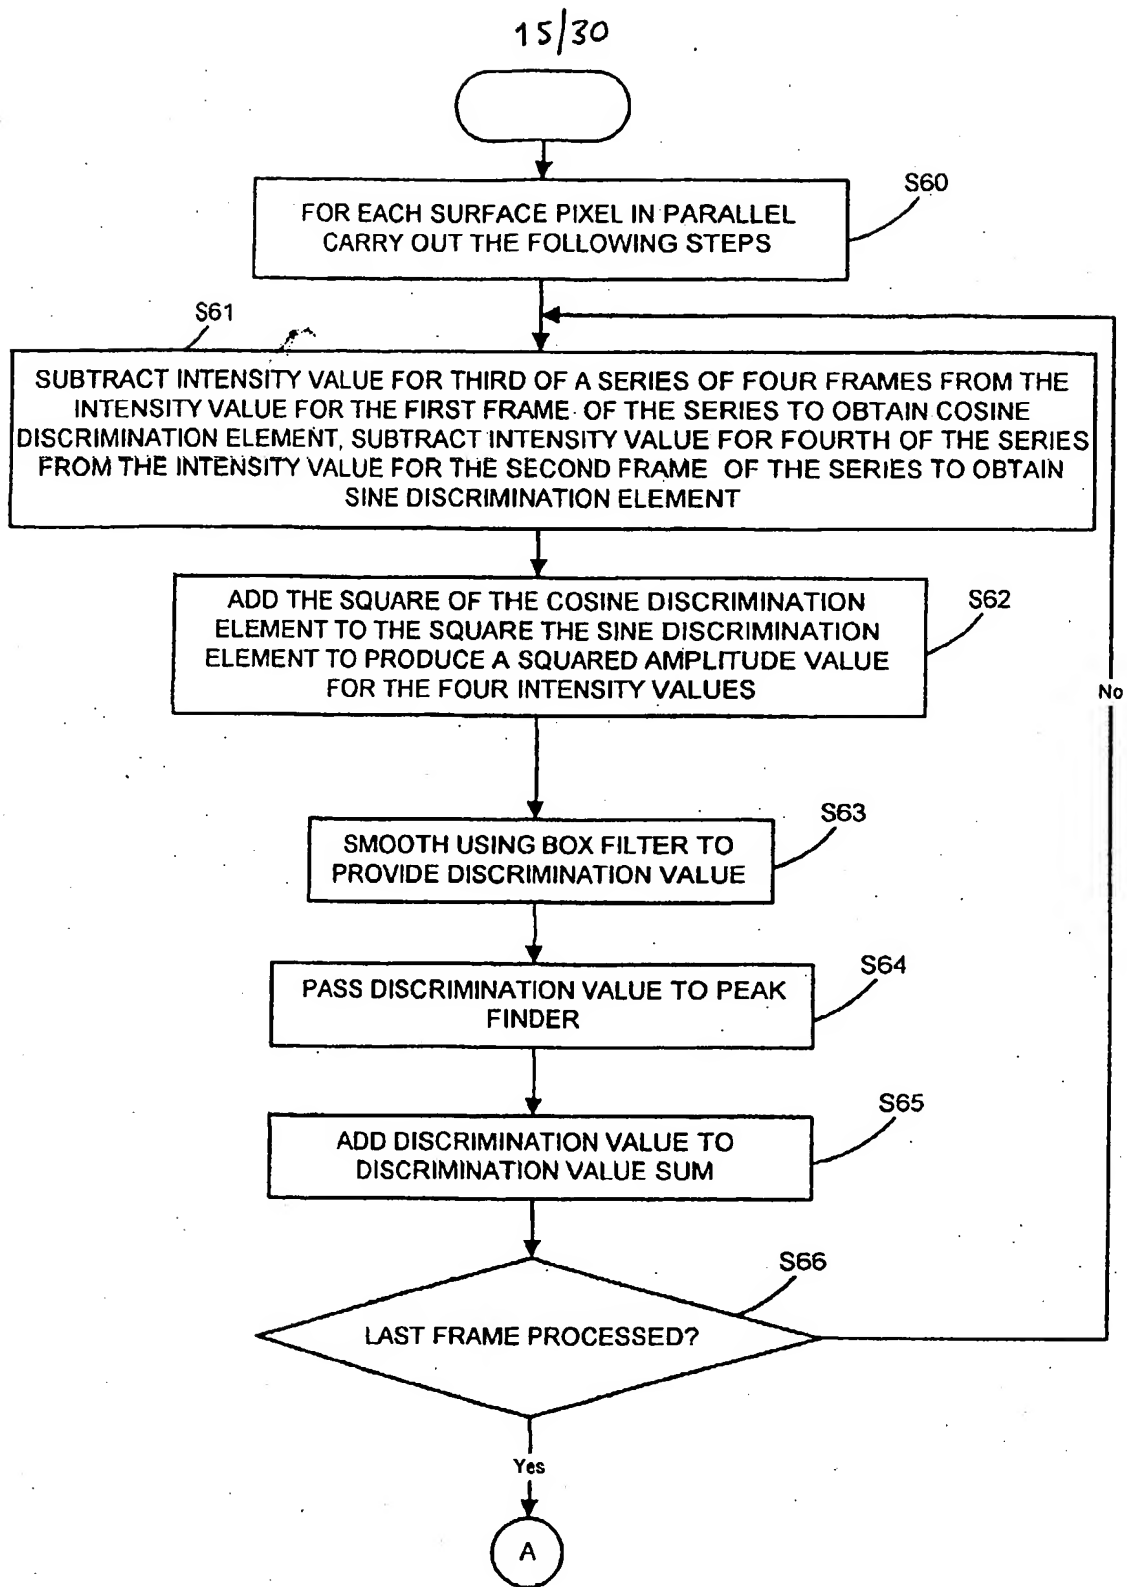 15/30
S60
FOR EACH SURFACE PIXEL IN PARALLEL
CARRY OUT THE FOLLOWING STEPS
S61
SUBTRACT INTENSITY VALUE FOR THIRD OF A SERIES OF FOUR FRAMES FROM THE
INTENSITY VALUE FOR THE FIRST FRAME OF THE SERIES TO OBTAIN COSINE
DISCRIMINATION ELEMENT, SUBTRACT INTENSITY VALUE FOR FOURTH OF THE SERIES
FROM THE INTENSITY VALUE FOR THE SECOND FRAME OF THE SERIES TO OBTAIN
SINE DISCRIMINATION ELEMENT
ADD THE SQUARE OF THE COSINE DISCRIMINATION
ELEMENT TO THE SQUARE THE SINE DISCRIMINATION
ELEMENT TO PRODUCE A SQUARED AMPLITUDE VALUE
FOR THE FOUR INTENSITY VALUES
S62
No
S63
SMOOTH USING BOX FILTER TO
PROVIDE DISCRIMINATION VALUE
S64
PASS DISCRIMINATION VALUE TO PEAK
FINDER
S65
ADD DISCRIMINATION VALUE TO
DISCRIMINATION VALUE SUM
S66
LAST FRAME PROCESSED?
Yes
A